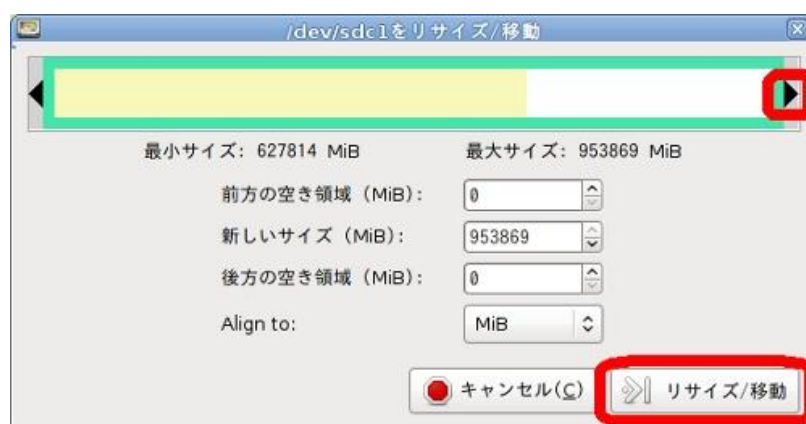 /dev/sdc1をリサイズ/移動
最小サイズ: 627814 MiB 最大サイズ: 953869 MiB
前方の空き領域 (MiB): 0
新しいサイズ (MiB): 953869
後方の空き領域 (MiB): 0
Align to: MiB
キャンセル(C) リサイズ/移動